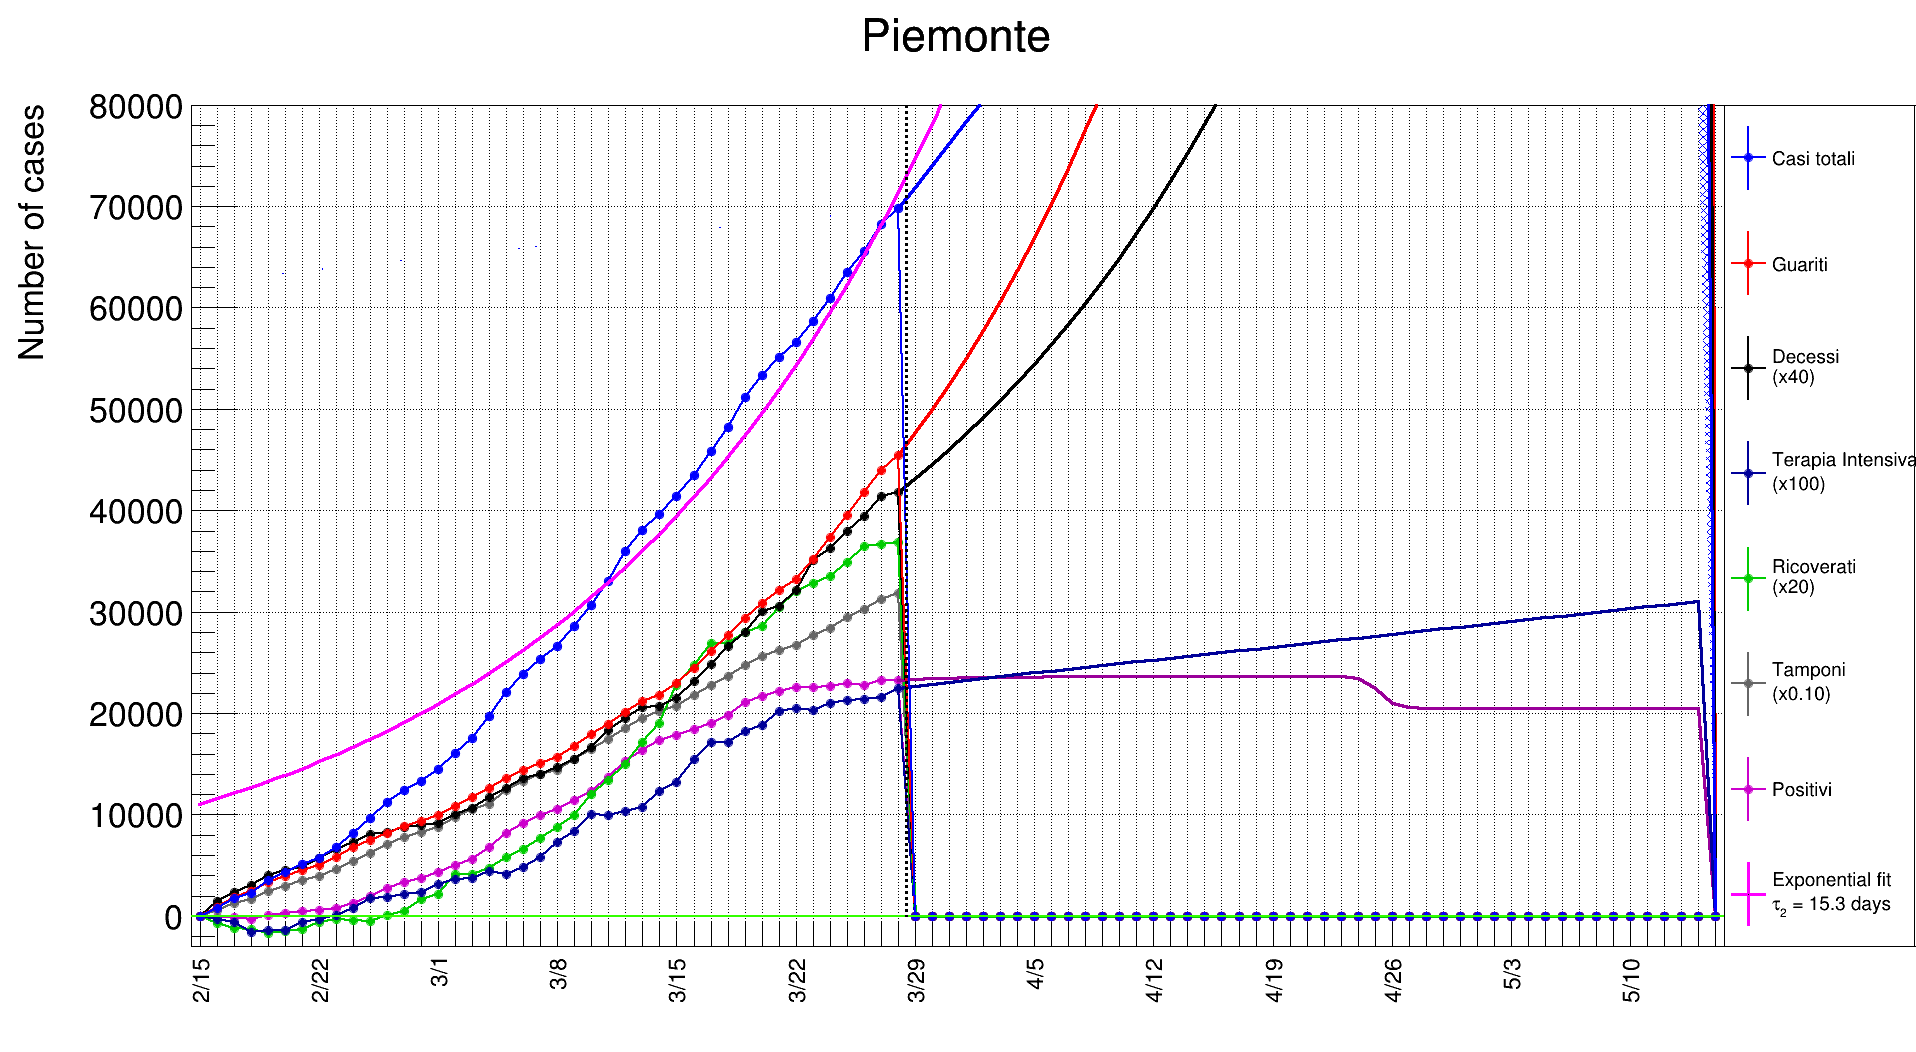 Piemonte
Number of cases
80000
70000
60000
50000
40000
30000
20000
10000
0
2/15
2/22
3/1
3/8
3/15
3/22
3/29
4/5
4/12
4/19
4/26
5/3
5/10
Casi totali
Guariti
Decessi
(x40)
Terapia Intensiva
(x100)
Ricoverati
(x20)
Tamponi
(x0.10)
Positivi
Exponential fit
τ2 = 15.3 days